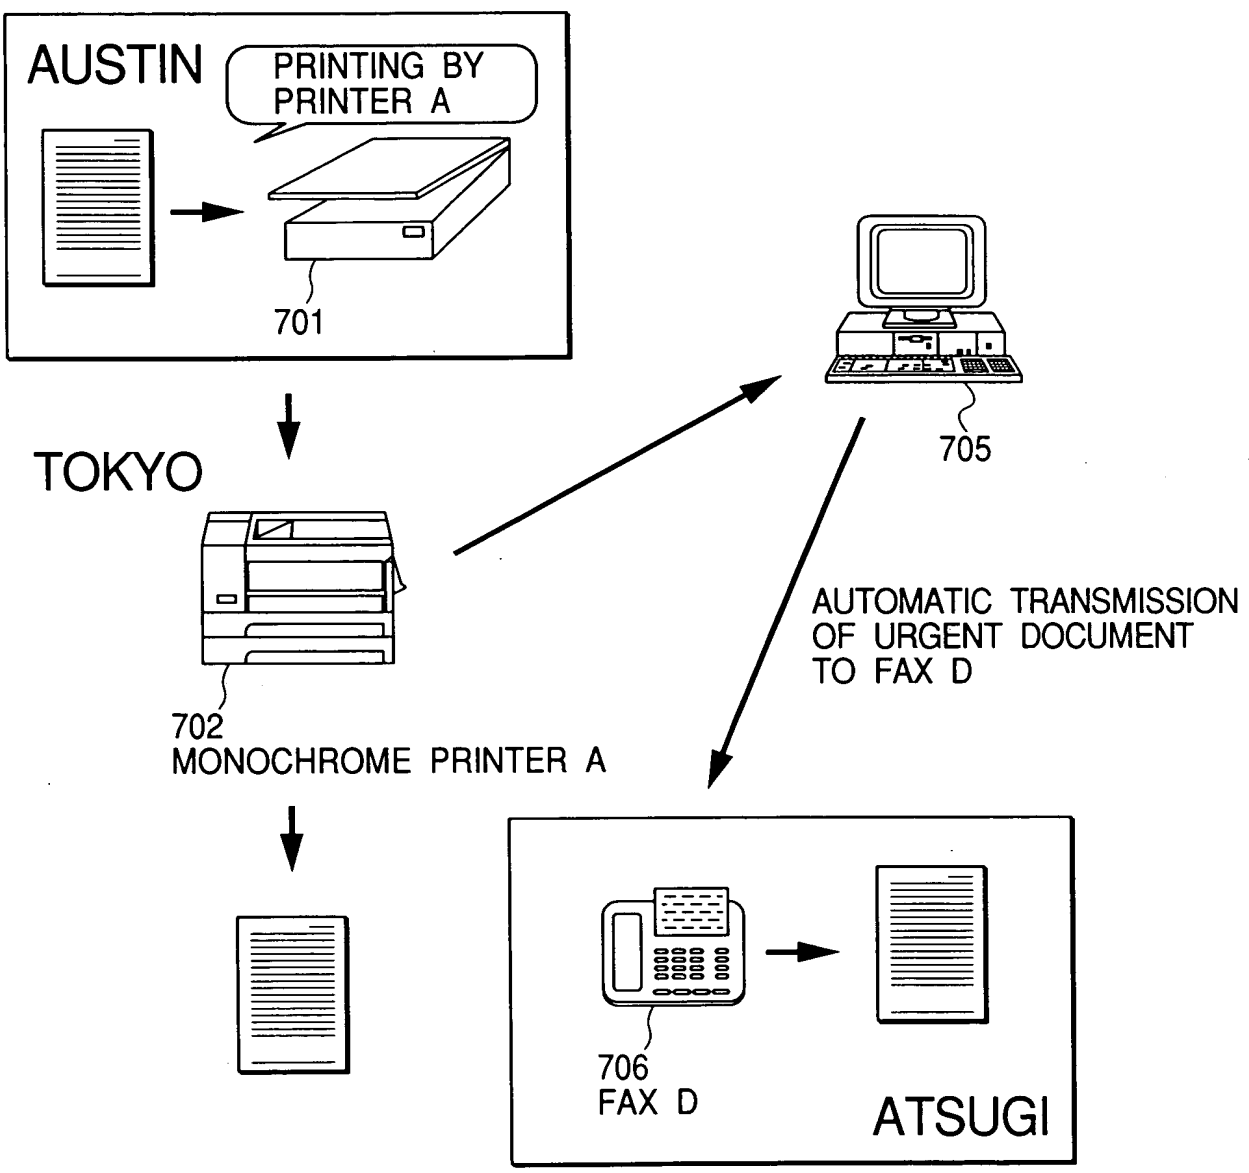 AUSTIN
PRINTING BY
PRINTER A
701
705
TOKYO
AUTOMATIC TRANSMISSION
OF URGENT DOCUMENT
TO FAX D
702
MONOCHROME PRINTER A
706
FAX D
ATSUGI